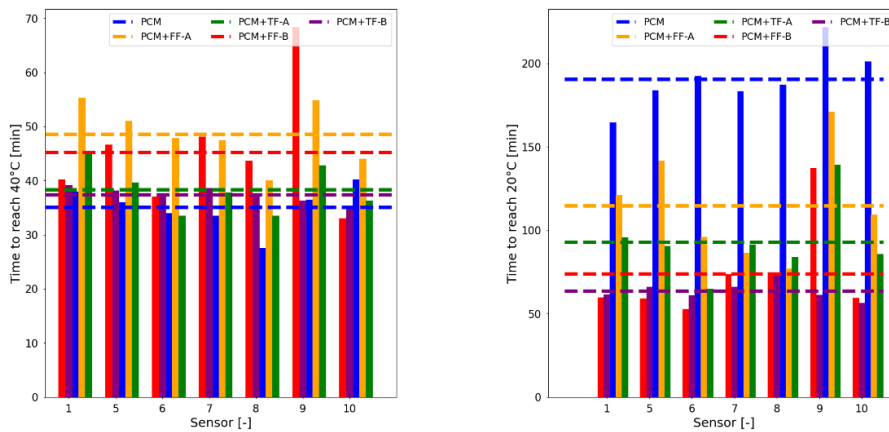 PCM PCM+TF-A PCM+TF-B
PCM+FF-A PCM+FF-B
70
60
50
40
30
20
10
0
Time to reach 40°C [min]
1 5 6 7 8 9 10
Sensor [-]
PCM PCM+TF-A PCM+TF-B
PCM+FF-A PCM+FF-B
200
150
100
50
0
Time to reach 20°C [min]
1 5 6 7 8 9 10
Sensor [-]